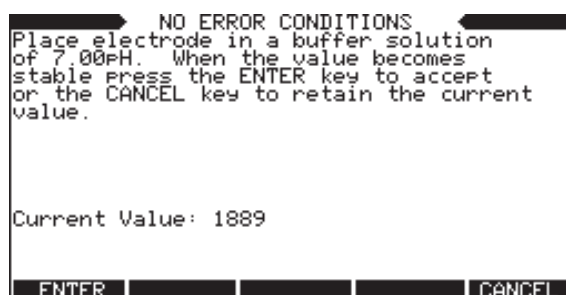 NO ERROR CONDITIONS
Place electrode in a buffer solution
of 7.00pH. When the value becomes
stable press the ENTER key to accept
or the CANCEL key to retain the current
value.
Current Value: 1889
ENTER CANCEL